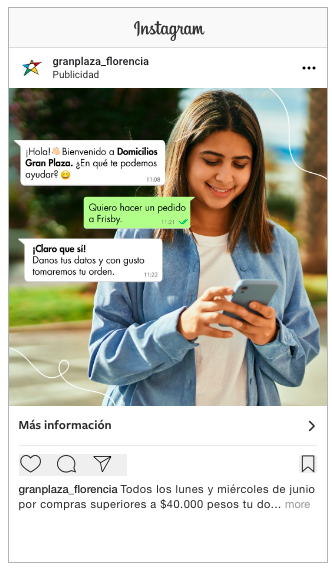 Instagram
granplaza_florencia
Publicidad
¡Hola!👋🏻 Bienvenido a Domicilios
Gran Plaza. ¿En qué te podemos
ayudar? 😄
11:08
Quiero hacer un pedido
a Frisby.
11:21
¡Claro que sí!
Danos tus datos y con gusto
tomaremos tu orden.
11:22
Más información
granplaza_florencia Todos los lunes y miércoles de junio
por compras superiores a $40.000 pesos tu do... more